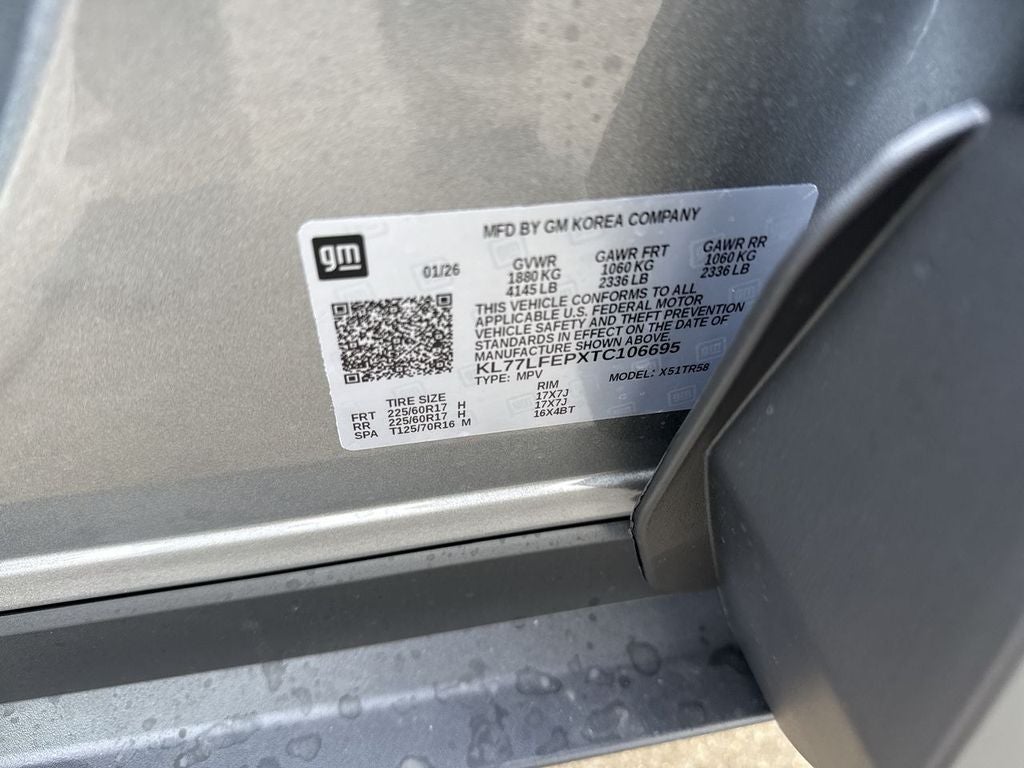 MFD BY GM KOREA COMPANY
gm
01/26
GVWR GAWR FRT GAWR RR
1880 KG 1060 KG 1060 KG
4145 LB 2336 LB 2336 LB
THIS VEHICLE CONFORMS TO ALL
APPLICABLE U.S. FEDERAL MOTOR
VEHICLE SAFETY AND THEFT PREVENTION
STANDARDS IN EFFECT ON THE DATE OF
MANUFACTURE SHOWN ABOVE.
KL77LFEPXTC106695
TYPE: MPV MODEL: X51TR58
TIRE SIZE RIM
FRT 225/60R17 H 17X7J
RR 225/60R17 H 17X7J
SPA T125/70R16 M 16X4BT